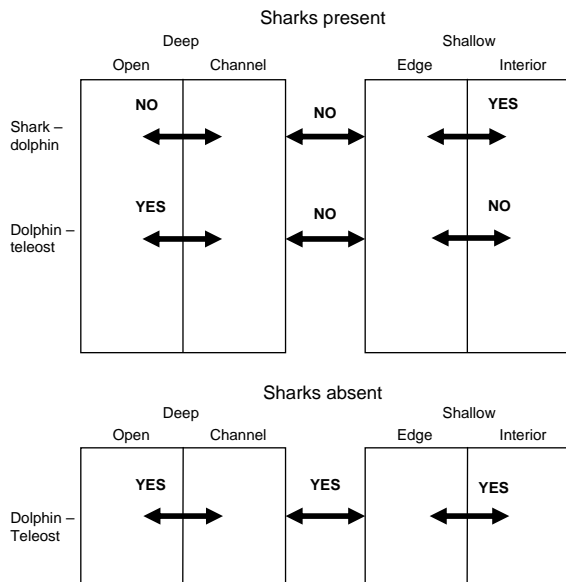 Sharks present
Deep Shallow
Open Channel Edge Interior
NO NO YES
Shark –
dolphin
YES NO NO
Dolphin –
teleost
Sharks absent
Deep Shallow
Open Channel Edge Interior
YES YES YES
Dolphin –
Teleost